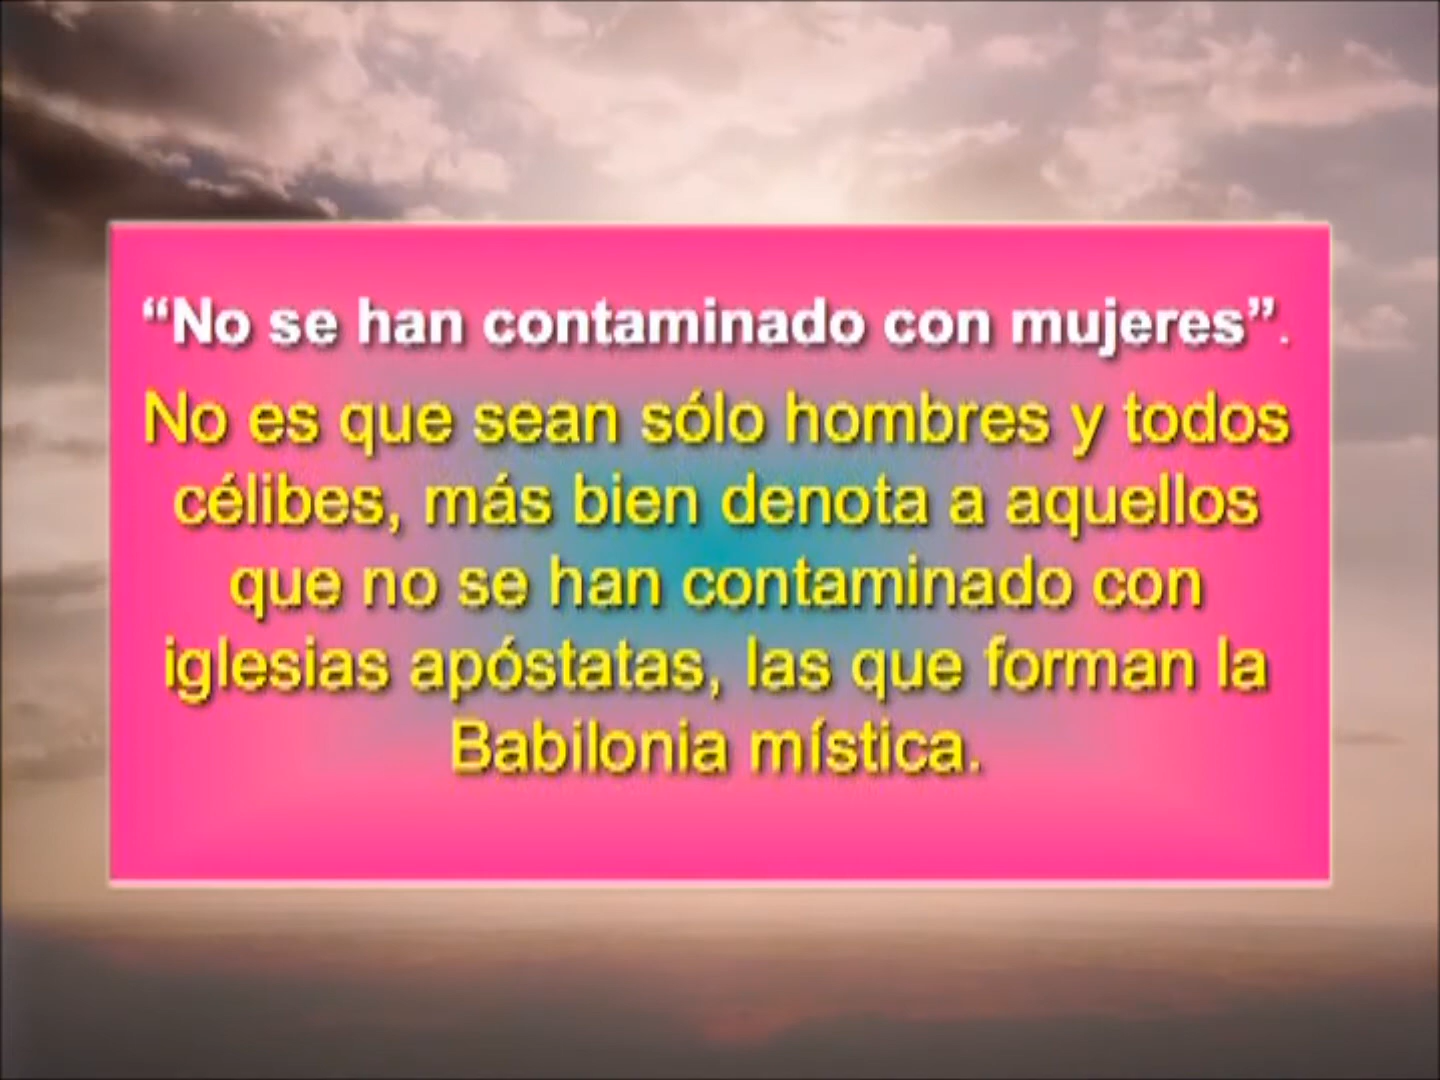 “No se han contaminado con mujeres”.
No es que sean sólo hombres y todos
célibes, más bien denota a aquellos
que no se han contaminado con
iglesias apóstatas, las que forman la
Babilonia mística.